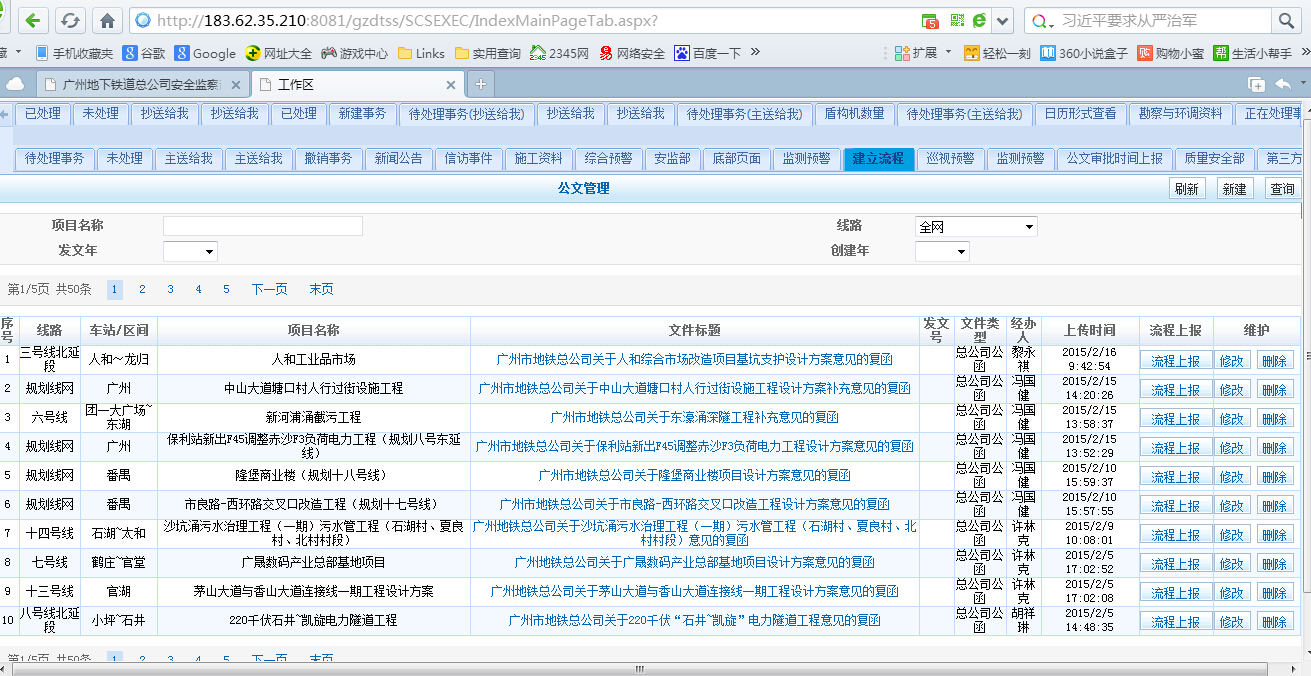 http://183.62.35.210:8081/gzdtss/SCSEXEC/IndexMainPageTab.aspx? 5 习近平要求从严治军
藏 手机收藏夹 谷歌 Google 网址大全 游戏中心 Links 实用查询 2345网 网络安全 百度一下 » 扩展 轻松一刻 360小说盒子 购物小蜜 生活小帮手 »
广州地下铁道总公司安全监察 工作区
已处理 未处理 抄送给我 抄送给我 已处理 新建事务 待处理事务(抄送给我) 抄送给我 抄送给我 待处理事务(主送给我) 盾构机数量 待处理事务(主送给我) 日历形式查看 勘察与环调资料 正在处理事
待处理事务 未处理 主送给我 主送给我 撤销事务 新闻公告 信访事件 施工资料 综合预警 安监部 底部页面 监测预警 建立流程 巡视预警 监测预警 公文审批时间上报 质量安全部 第三方
公文管理 刷新 新建 查询
项目名称 线路 全网
发文年 创建年
第1/5页 共50条 1 2 3 4 5 下一页 末页
序号 线路 车站/区间 项目名称 文件标题 发文号 文件类型 经办人 上传时间 流程上报 维护
1 三号线北延段 人和～龙归 人和工业品市场 广州市地铁总公司关于人和综合市场改造项目基坑支护设计方案意见的复函 总公司公函 黎永祺 2015/2/16 9:42:54 流程上报 修改 删除
2 规划线网 广州 中山大道塘口村人行过街设施工程 广州市地铁总公司关于中山大道塘口村人行过街设施工程设计方案补充意见的复函 总公司公函 冯国健 2015/2/15 14:20:26 流程上报 修改 删除
3 六号线 团一大广场~东湖 新河浦涌截污工程 广州市地铁总公司关于东濠涌深隧工程补充意见的复函 总公司公函 冯国健 2015/2/15 13:58:37 流程上报 修改 删除
4 规划线网 广州 保利站新出F45调整赤沙F3负荷电力工程（规划八号东延线） 广州市地铁总公司关于保利站新出F45调整赤沙F3负荷电力工程设计方案意见的复函 总公司公函 冯国健 2015/2/15 13:52:29 流程上报 修改 删除
5 规划线网 番禺 隆堡商业楼（规划十八号线） 广州市地铁总公司关于隆堡商业楼项目设计方案意见的复函 总公司公函 冯国健 2015/2/10 15:59:37 流程上报 修改 删除
6 规划线网 番禺 市良路-西环路交叉口改造工程（规划十七号线） 广州市地铁总公司关于市良路-西环路交叉口改造工程设计方案意见的复函 总公司公函 冯国健 2015/2/10 15:57:55 流程上报 修改 删除
7 十四号线 石湖~太和 沙坑涌污水治理工程（一期）污水管工程（石湖村、夏良村、北村村段） 广州地铁总公司关于沙坑涌污水治理工程（一期）污水管工程（石湖村、夏良村、北村村段）意见的复函 总公司公函 许林克 2015/2/9 10:08:01 流程上报 修改 删除
8 七号线 鹤庄~官堂 广晟数码产业总部基地项目 广州地铁总公司关于广晟数码产业总部基地项目设计方案意见的复函 总公司公函 许林克 2015/2/5 17:02:52 流程上报 修改 删除
9 十三号线 官湖 茅山大道与香山大道连接线一期工程设计方案 广州市地铁总公司关于茅山大道与香山大道连接线一期工程设计方案意见的复函 总公司公函 许林克 2015/2/5 17:02:08 流程上报 修改 删除
10 八号线北延段 小坪~石井 220千伏石井~凯旋电力隧道工程 广州市地铁总公司关于220千伏“石井~凯旋”电力隧道工程意见的复函 总公司公函 胡祥琳 2015/2/5 14:48:35 流程上报 修改 删除
第1/5页 共50条 1 2 3 4 5 下一页 末页